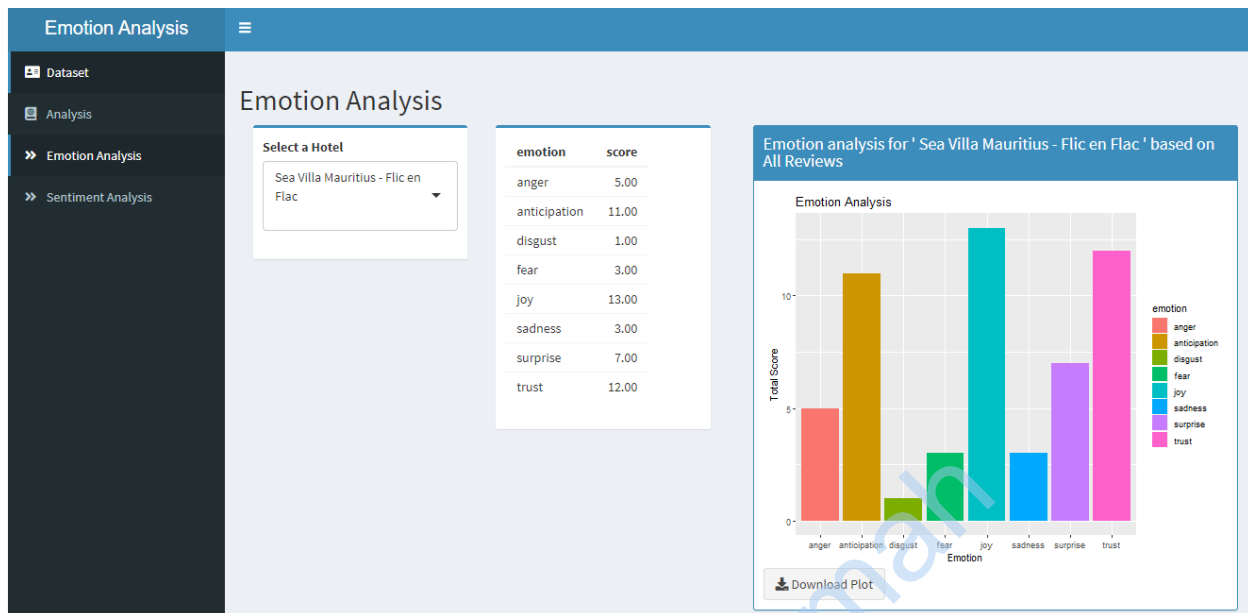 Emotion Analysis
Dataset
Analysis
Emotion Analysis
Sentiment Analysis
Emotion Analysis
Select a Hotel
Sea Villa Mauritius - Flic en
Flac
emotion score
anger 5.00
anticipation 11.00
disgust 1.00
fear 3.00
joy 13.00
sadness 3.00
surprise 7.00
trust 12.00
Emotion analysis for ' Sea Villa Mauritius - Flic en Flac ' based on
All Reviews
Emotion Analysis
Total Score
10
5
0
anger anticipation disgust fear joy sadness surprise trust
Emotion
emotion
anger
anticipation
disgust
fear
joy
sadness
surprise
trust
Download Plot